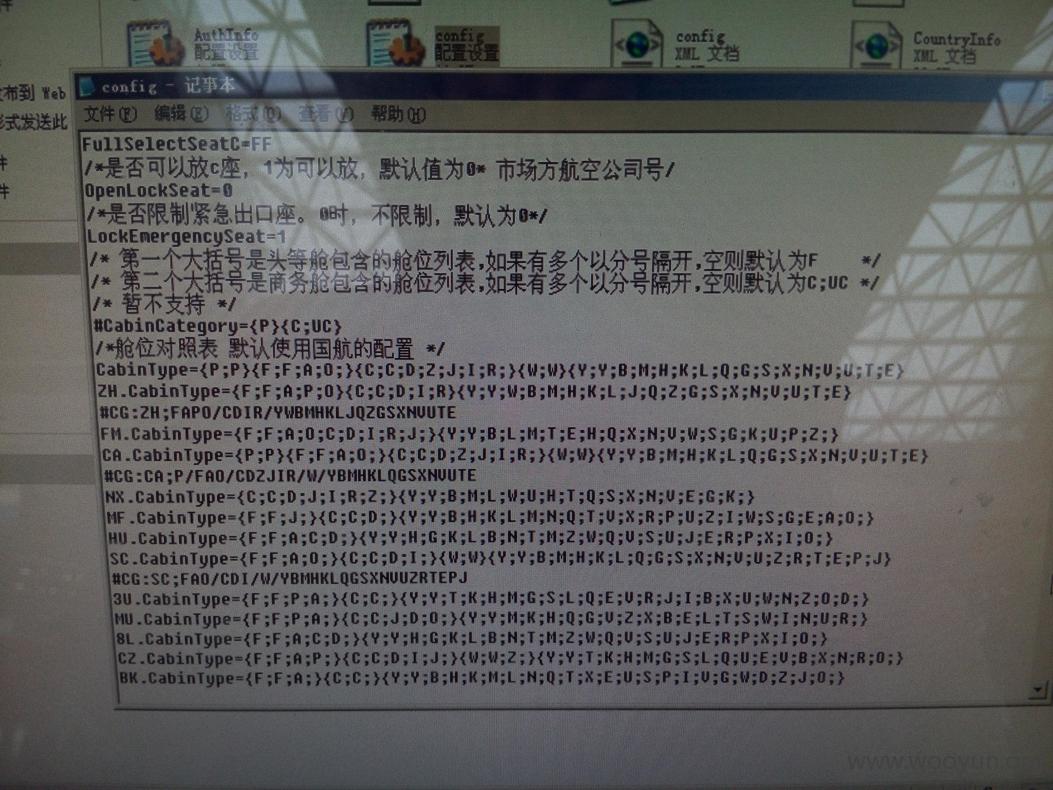 AuthInfo
配置设置
config
配置设置
config
XML 文档
CountryInfo
XML 文档
布到 Web
形式发送此
件
件
config - 记事本
文件(F) 编辑(E) 格式(O) 查看(V) 帮助(H)
FullSelectSeatC=FF
/*是否可以放c座，1为可以放，默认值为0* 市场方航空公司号/
OpenLockSeat=0
/*是否限制紧急出口座。0时，不限制，默认为0*/
LockEmergencySeat=1
/* 第一个大括号是头等舱包含的舱位列表,如果有多个以分号隔开,空则默认为F */
/* 第二个大括号是商务舱包含的舱位列表,如果有多个以分号隔开,空则默认为C;UC */
/* 暂不支持 */
#CabinCategory={P}{C;UC}
/*舱位对照表 默认使用国航的配置 */
CabinType={P;P}{F;F;A;O;}{C;C;D;Z;J;I;R;}{W;W}{Y;Y;B;M;H;K;L;Q;G;S;X;N;V;U;T;E}
ZH.CabinType={F;F;A;P;O}{C;C;D;I;R}{Y;Y;W;B;M;H;K;L;J;Q;Z;G;S;X;N;V;U;T;E}
#CG:ZH;FAPO/CDIR/YWBMHKLJQZGSXNVUTE
FM.CabinType={F;F;A;O;C;D;I;R;J;}{Y;Y;B;L;M;T;E;H;Q;X;N;V;W;S;G;K;U;P;Z;}
CA.CabinType={P;P}{F;F;A;O;}{C;C;D;Z;J;I;R;}{W;W}{Y;Y;B;M;H;K;L;Q;G;S;X;N;V;U;T;E}
#CG:CA;P/FAO/CDZJIR/W/YBMHKLQGSXNVUTE
NX.CabinType={C;C;D;J;I;R;Z;}{Y;Y;B;M;L;W;U;H;T;Q;S;X;N;V;E;G;K;}
MF.CabinType={F;F;J;}{C;C;D;}{Y;Y;B;H;K;L;M;N;Q;T;V;X;R;P;U;Z;I;W;S;G;E;A;O;}
HU.CabinType={F;F;A;C;D;}{Y;Y;H;G;K;L;B;N;T;M;Z;W;Q;V;S;U;J;E;R;P;X;I;O;}
SC.CabinType={F;F;A;O;}{C;C;D;I;}{W;W}{Y;Y;B;M;H;K;L;Q;G;S;X;N;V;U;Z;R;T;E;P;J}
#CG:SC;FAO/CDI/W/YBMHKLQGSXNVUZRTEPJ
3U.CabinType={F;F;P;A;}{C;C;}{Y;Y;T;K;H;M;G;S;L;Q;E;V;R;J;I;B;X;U;W;N;Z;O;D;}
MU.CabinType={F;F;P;A;}{C;C;J;D;O;}{Y;Y;M;K;H;Q;G;V;Z;X;B;E;L;T;S;W;I;N;U;R;}
8L.CabinType={F;F;A;C;D;}{Y;Y;H;G;K;L;B;N;T;M;Z;W;Q;V;S;U;J;E;R;P;X;I;O;}
CZ.CabinType={F;F;A;P;}{C;C;D;I;J;}{W;W;Z;}{Y;Y;T;K;H;M;G;S;L;Q;U;E;V;B;X;N;R;O;}
BK.CabinType={F;F;A;}{C;C;}{Y;Y;B;H;K;M;L;N;Q;T;X;E;U;S;P;I;V;G;W;D;Z;J;O;}